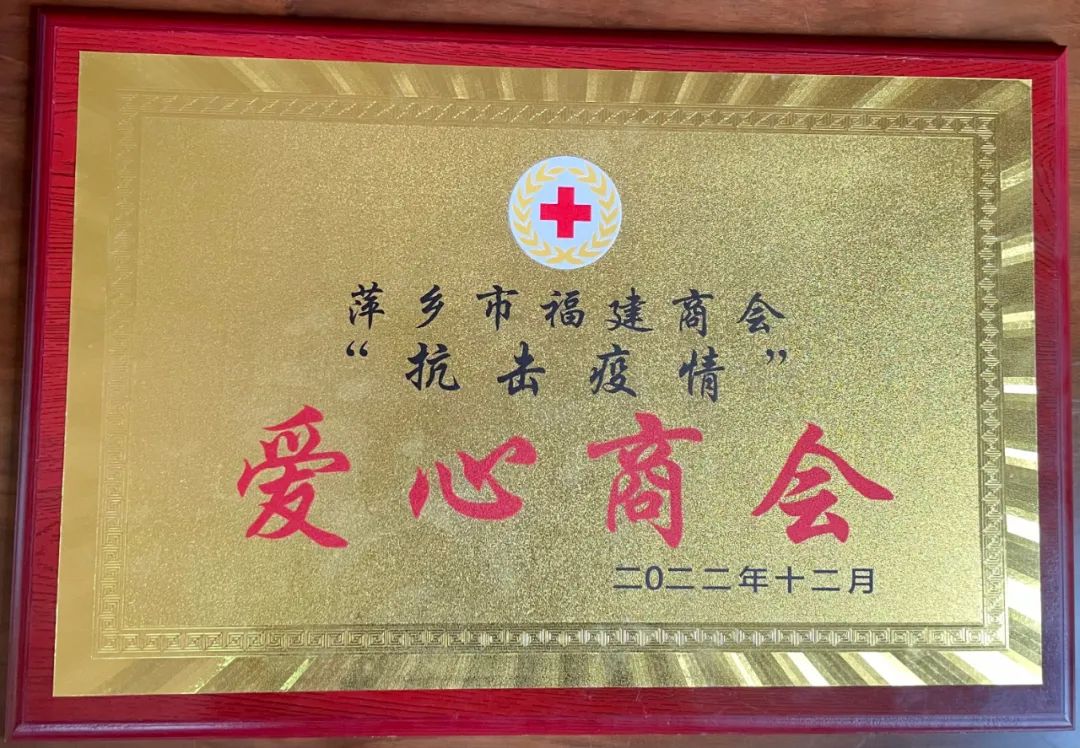 萍乡市福建商会
“抗击疫情”
爱心商会
二0二二年十二月